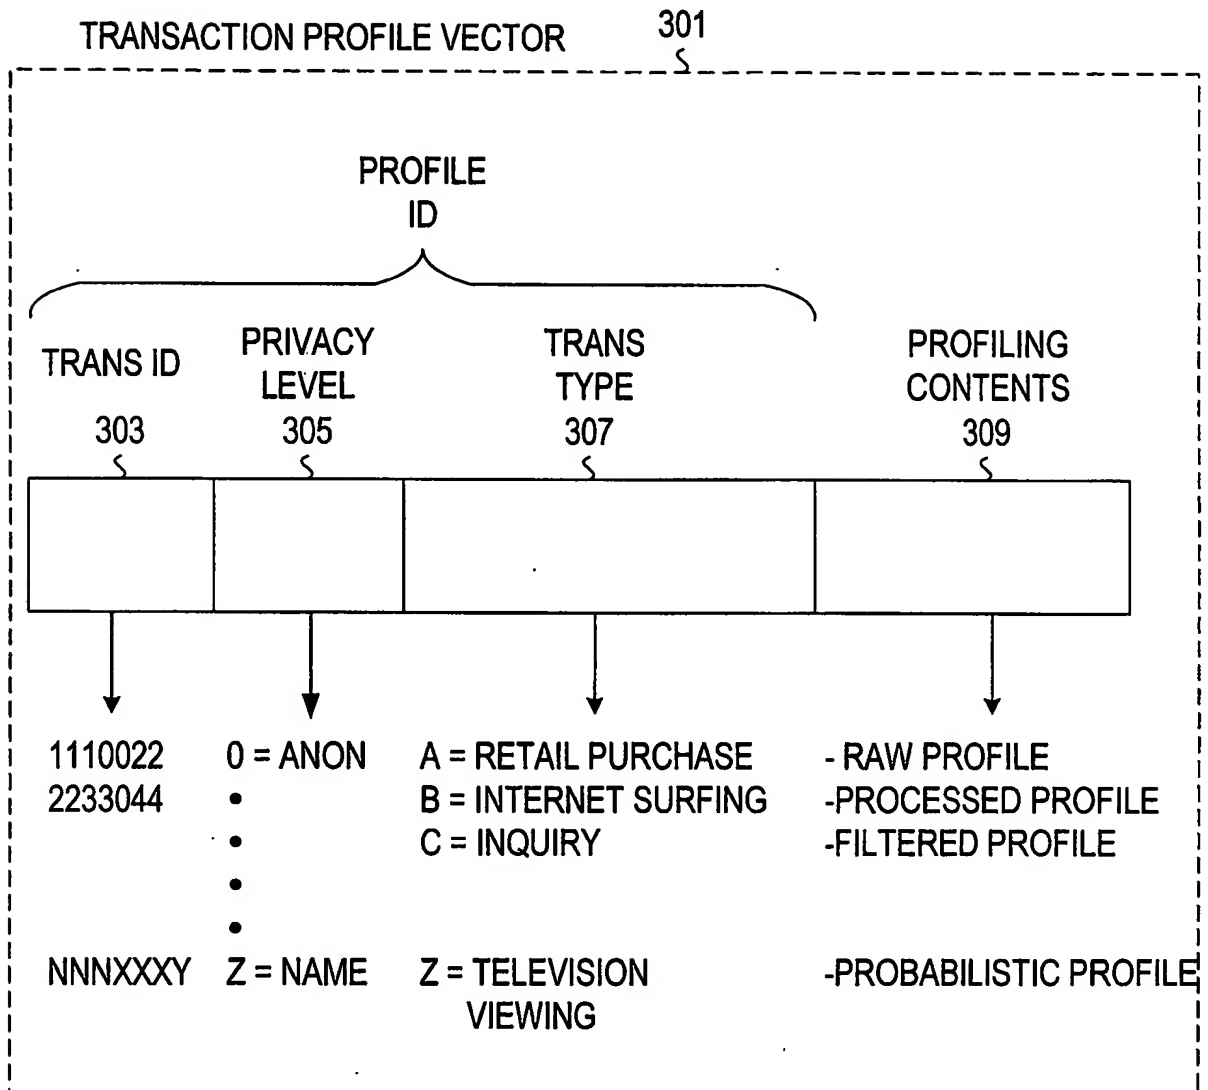 TRANSACTION PROFILE VECTOR 301
PROFILE
ID
TRANS ID
303
PRIVACY
LEVEL
305
TRANS
TYPE
307
PROFILING
CONTENTS
309
1110022 0 = ANON A = RETAIL PURCHASE - RAW PROFILE
2233044 • B = INTERNET SURFING -PROCESSED PROFILE
• C = INQUIRY -FILTERED PROFILE
•
•
NNNXXXY Z = NAME Z = TELEVISION -PROBABILISTIC PROFILE
VIEWING